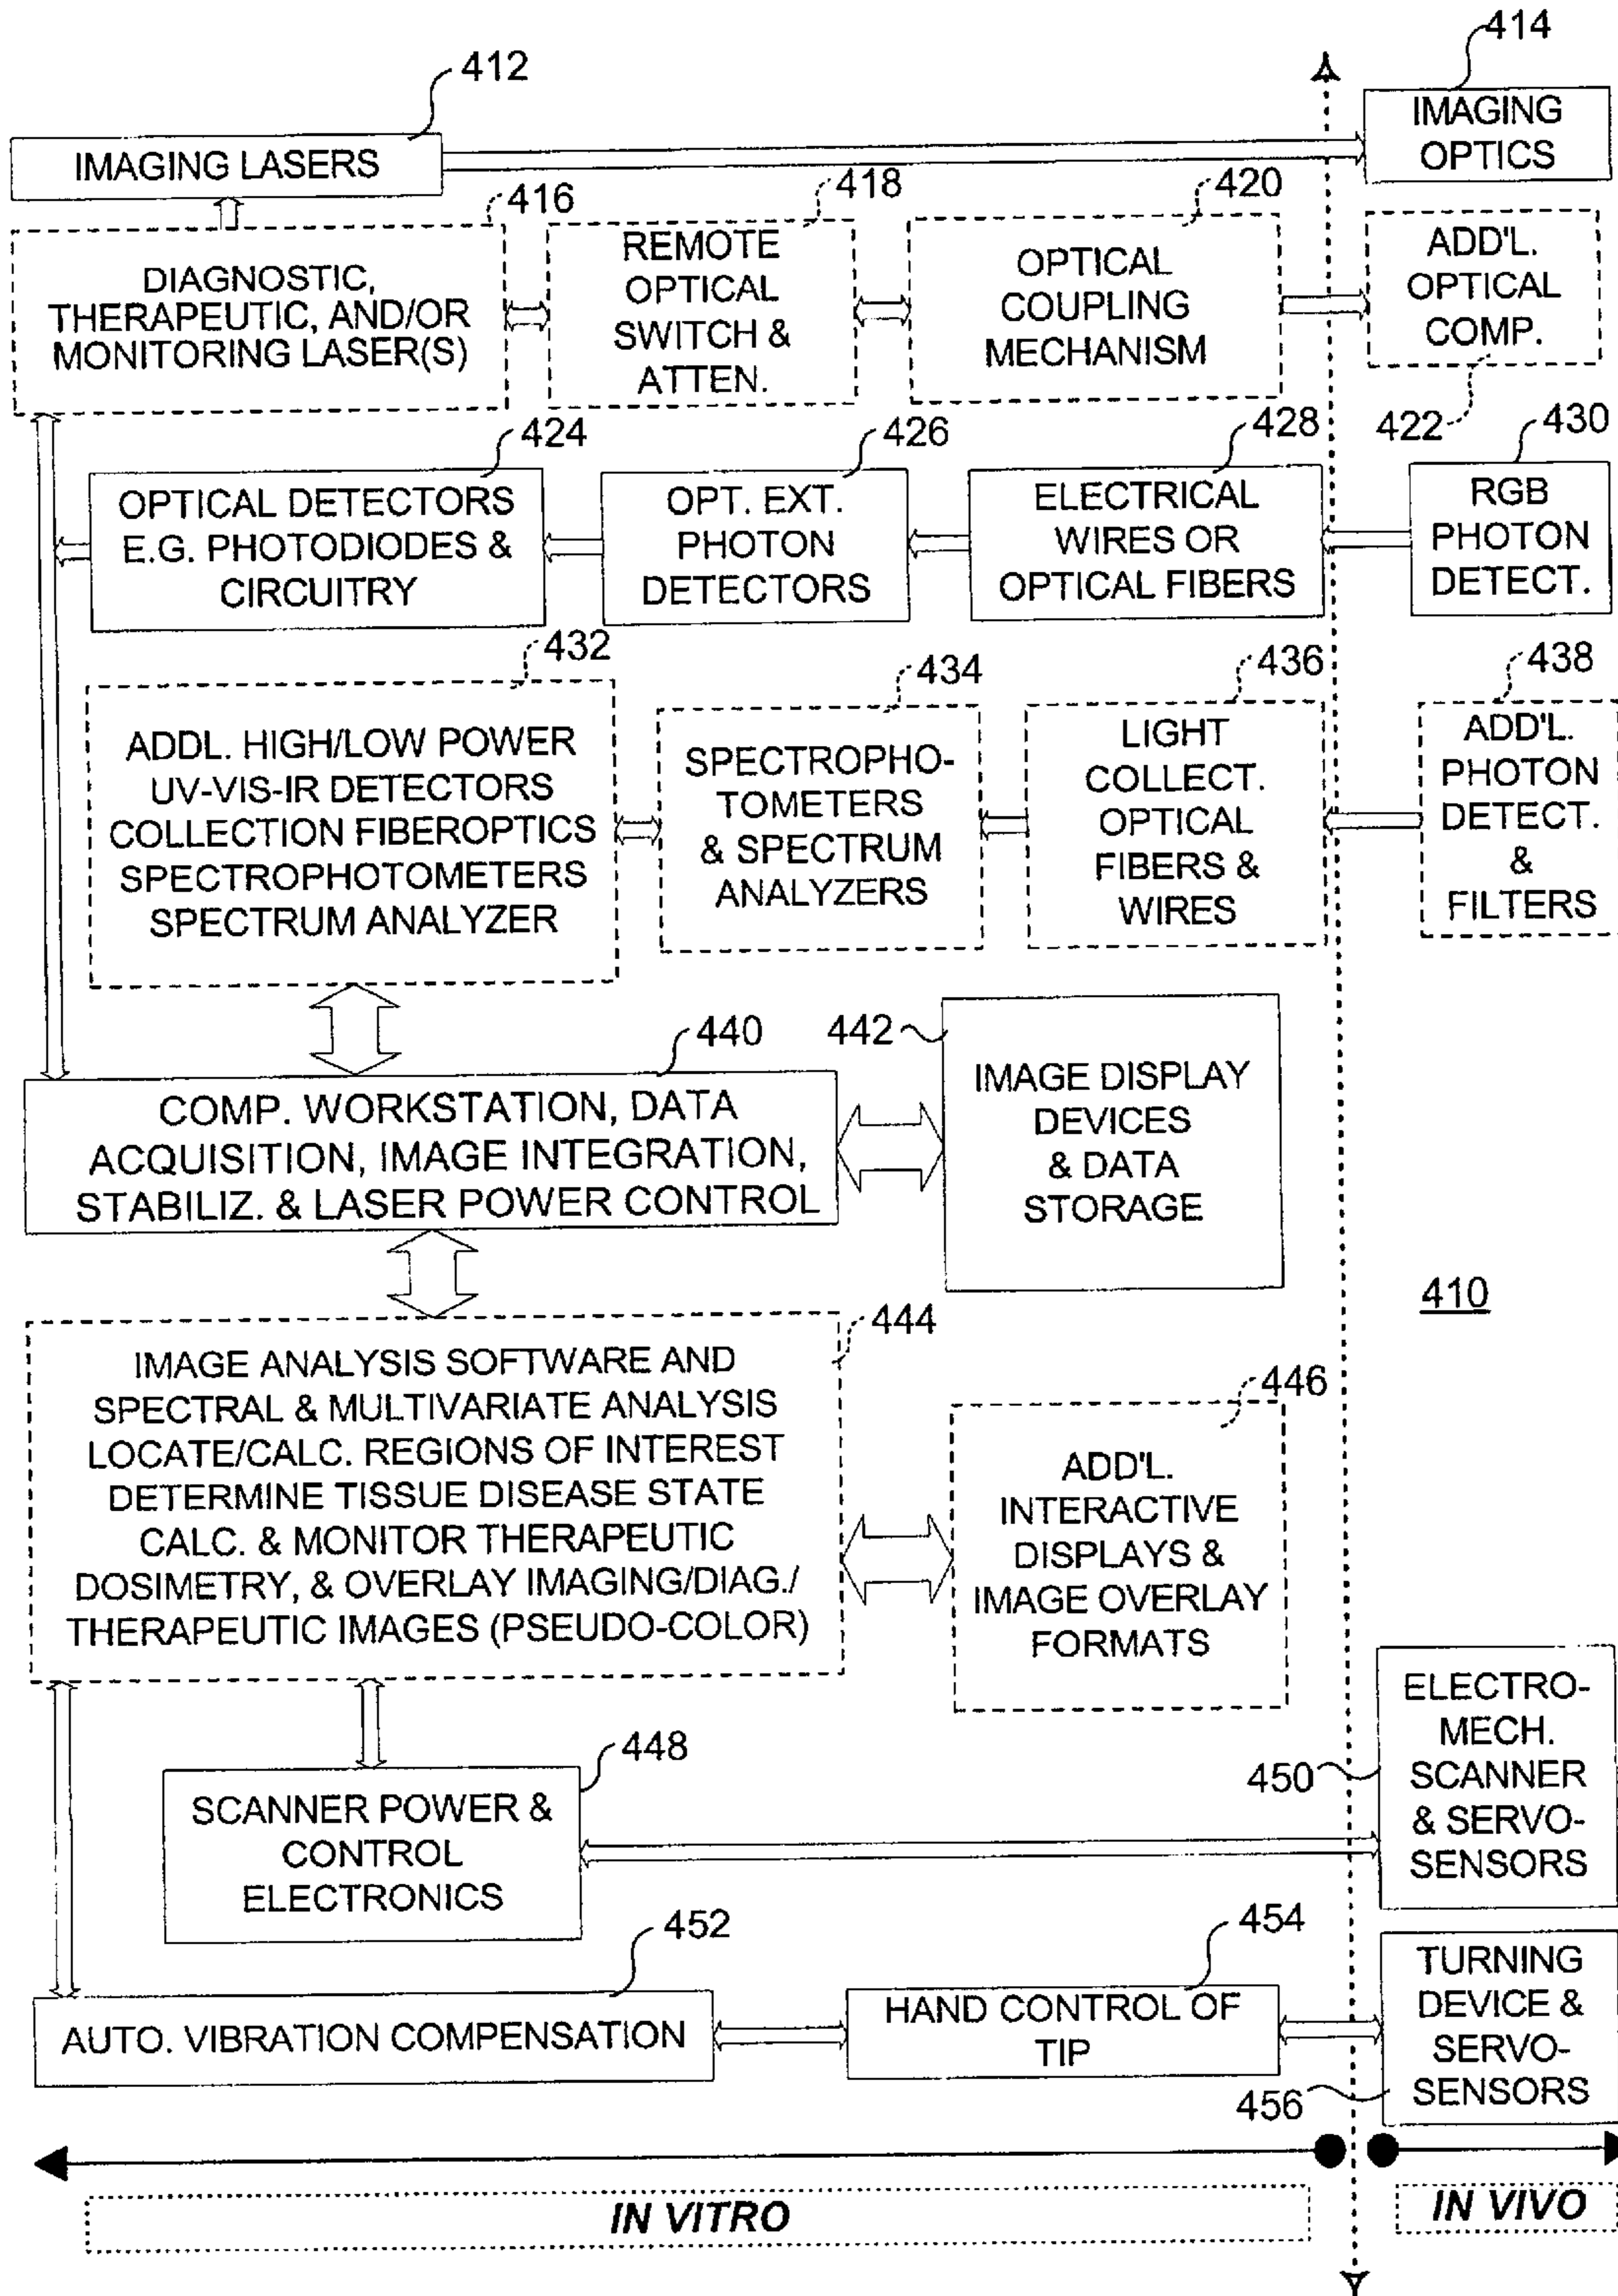 412
414
IMAGING LASERS
IMAGING
OPTICS
416
418
420
DIAGNOSTIC,
THERAPEUTIC, AND/OR
MONITORING LASER(S)
REMOTE
OPTICAL
SWITCH &
ATTEN.
OPTICAL
COUPLING
MECHANISM
ADD'L.
OPTICAL
COMP.
422
424
426
428
430
OPTICAL DETECTORS
E.G. PHOTODIODES &
CIRCUITRY
OPT. EXT.
PHOTON
DETECTORS
ELECTRICAL
WIRES OR
OPTICAL FIBERS
RGB
PHOTON
DETECT.
432
434
436
438
ADDL. HIGH/LOW POWER
UV-VIS-IR DETECTORS
COLLECTION FIBEROPTICS
SPECTROPHOTOMETERS
SPECTRUM ANALYZER
SPECTROPHO-
TOMETERS
& SPECTRUM
ANALYZERS
LIGHT
COLLECT.
OPTICAL
FIBERS &
WIRES
ADD'L.
PHOTON
DETECT.
&
FILTERS
440
442
COMP. WORKSTATION, DATA
ACQUISITION, IMAGE INTEGRATION,
STABILIZ. & LASER POWER CONTROL
IMAGE DISPLAY
DEVICES
& DATA
STORAGE
410
444
446
IMAGE ANALYSIS SOFTWARE AND
SPECTRAL & MULTIVARIATE ANALYSIS
LOCATE/CALC. REGIONS OF INTEREST
DETERMINE TISSUE DISEASE STATE
CALC. & MONITOR THERAPEUTIC
DOSIMETRY, & OVERLAY IMAGING/DIAG./
THERAPEUTIC IMAGES (PSEUDO-COLOR)
ADD'L.
INTERACTIVE
DISPLAYS &
IMAGE OVERLAY
FORMATS
448
450
SCANNER POWER &
CONTROL
ELECTRONICS
ELECTRO-
MECH.
SCANNER
& SERVO-
SENSORS
452
454
AUTO. VIBRATION COMPENSATION
HAND CONTROL OF
TIP
TURNING
DEVICE &
SERVO-
SENSORS
456
IN VITRO
IN VIVO